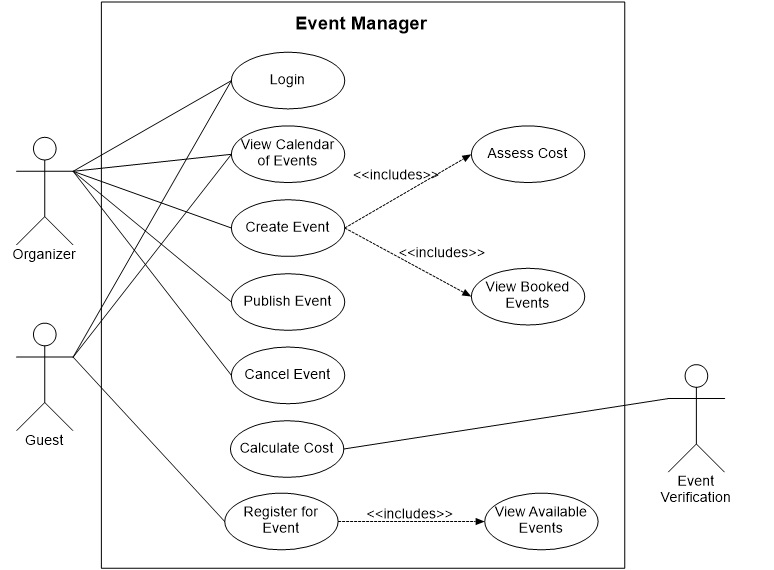 Event Manager
Login
View Calendar
of Events
Assess Cost
<<includes>>
Create Event
Organizer
<<includes>>
View Booked
Events
Publish Event
Cancel Event
Guest
Calculate Cost
Event
Verification
Register for
Event
<<includes>>
View Available
Events